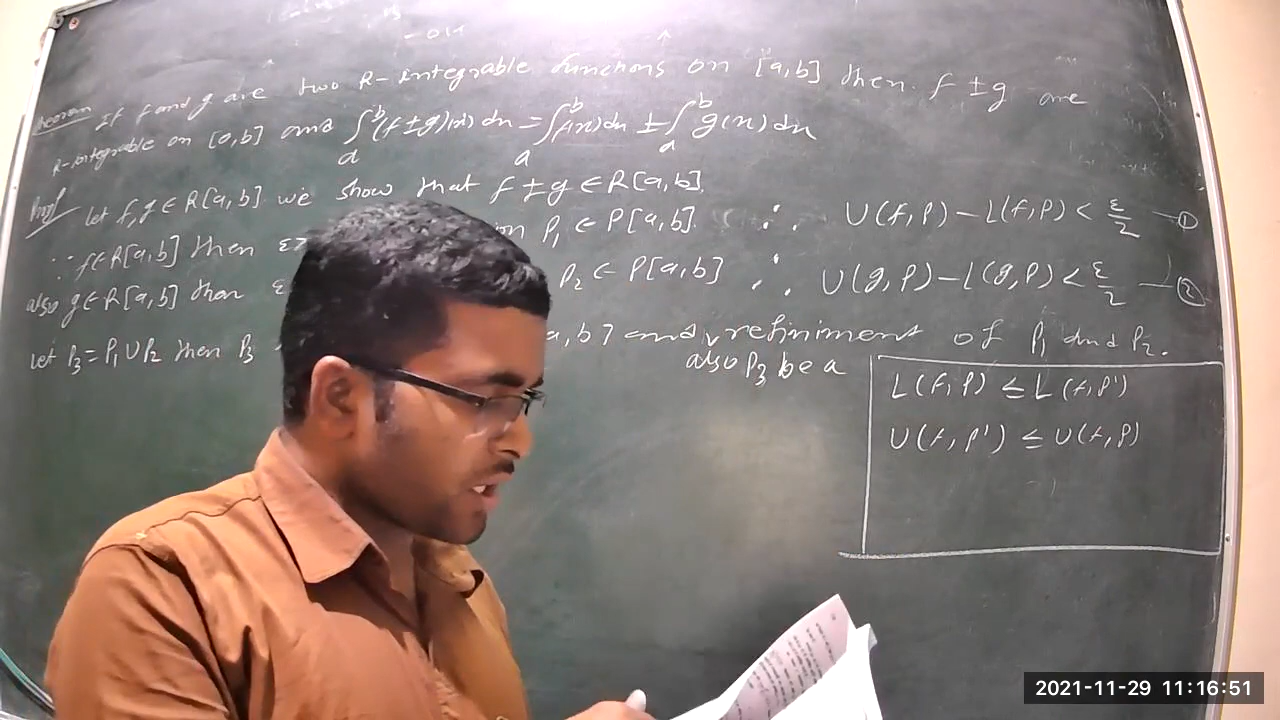 Theorem If f and g are two R-integrable functions on [a,b] then f ± g are
R-integrable on [a,b] and ∫_a^b (f±g)(x) dx = ∫_a^b f(x) dx ± ∫_a^b g(x) dx
Proof let f,g ∈ R[a,b]. we show that f ± g ∈ R[a,b].
∵ f∈R[a,b] then ε> P₁ ∈ P[a,b]. ∴ U(f,P) – L(f,P) < ε/2 —①
also g∈R[a,b] than ε P₂ ∈ P[a,b] ∴ U(g,P) – L(g,P) < ε/2 —②
let P₃ = P₁ ∪ P₂ then P₃ a,b] and refiniment of P₁ and P₂.
also P₃ be a
L(f,P) ≤ L(f,P')
U(f,P') ≤ U(f,P)
2021-11-29 11:16:51